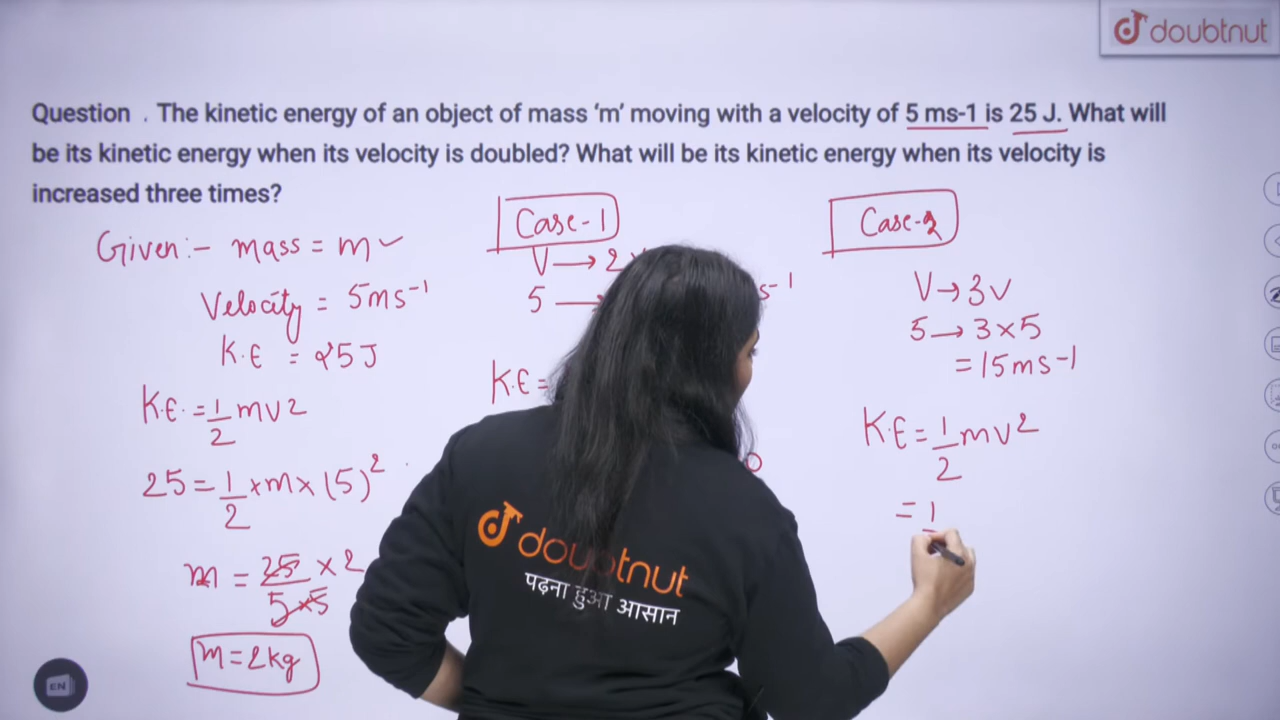 doubtnut
Question . The kinetic energy of an object of mass ‘m’ moving with a velocity of 5 ms-1 is 25 J. What will
be its kinetic energy when its velocity is doubled? What will be its kinetic energy when its velocity is
increased three times?
Given:- mass = m
Velocity = 5ms-1
K.E = 25J
K.E. = 1/2 mv2
25 = 1/2 × m × (5)2
m = 25 × 2 / 5×5
m = 2kg
Case-1
V → 2
5 →
s-1
K.E =
Case-2
V → 3v
5 → 3×5
= 15ms-1
K.E = 1/2 mv2
= 1
doubtnut
पढ़ना हुआ आसान
EN